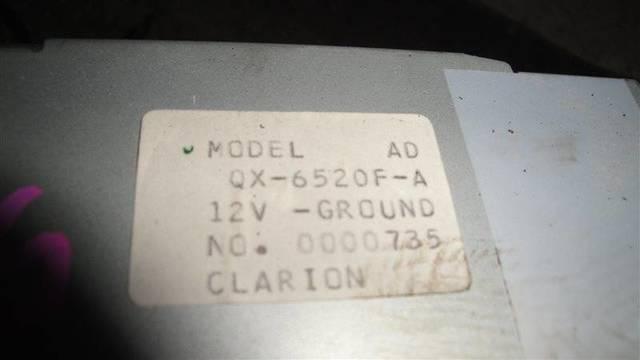 MODEL AD
QX-6520F-A
12V -GROUND
NO. 0000735
CLARION